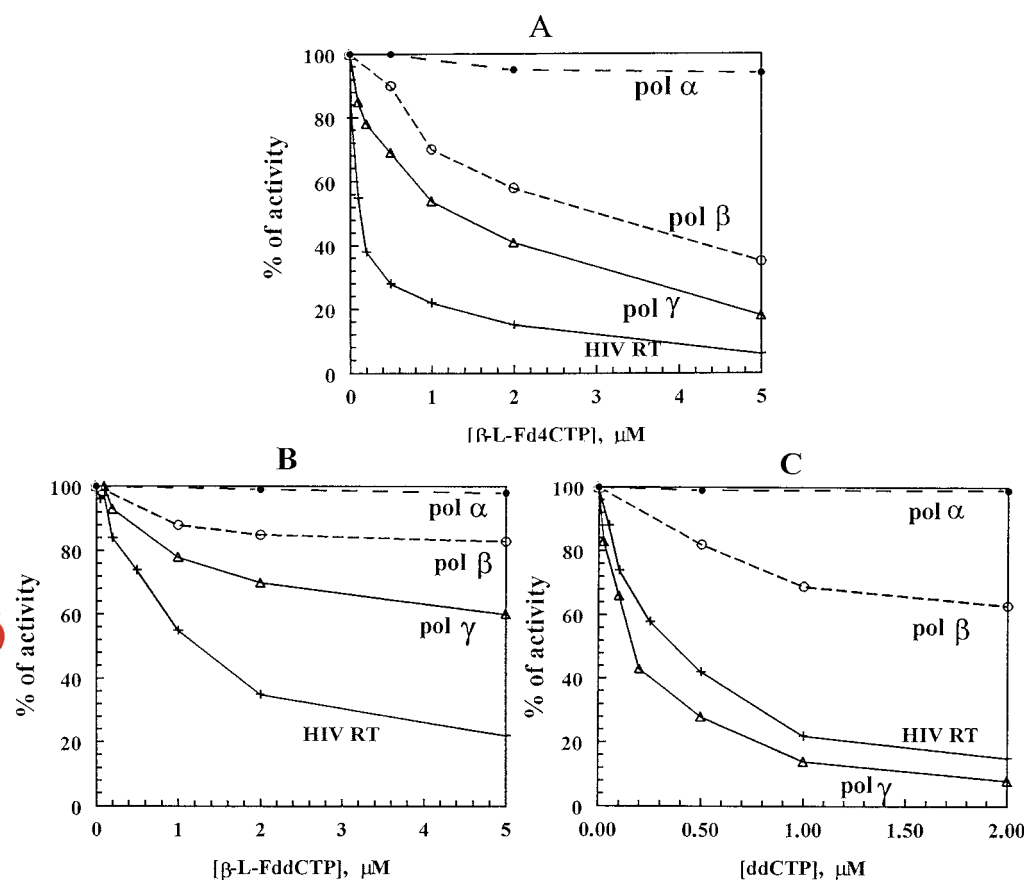 A
100
80
60
40
20
0
% of activity
pol α
pol β
pol γ
HIV RT
0 1 2 3 4 5
[β-L-Fd4CTP], μM
B
100
80
60
40
20
0
% of activity
pol α
pol β
pol γ
HIV RT
0 1 2 3 4 5
[β-L-FddCTP], μM
C
100
80
60
40
20
0
% of activity
pol α
pol β
HIV RT
pol γ
0.00 0.50 1.00 1.50 2.00
[ddCTP], μM